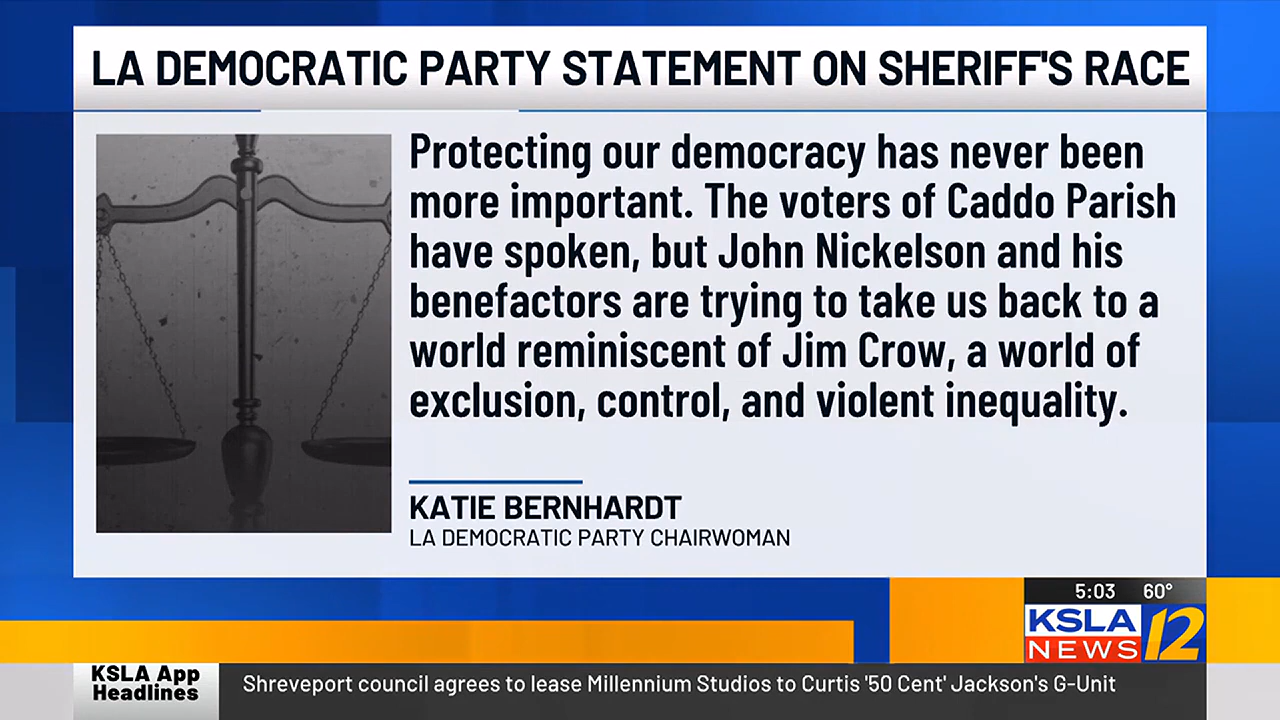 LA DEMOCRATIC PARTY STATEMENT ON SHERIFF'S RACE
Protecting our democracy has never been
more important. The voters of Caddo Parish
have spoken, but John Nickelson and his
benefactors are trying to take us back to a
world reminiscent of Jim Crow, a world of
exclusion, control, and violent inequality.
KATIE BERNHARDT
LA DEMOCRATIC PARTY CHAIRWOMAN
5:03 60°
KSLA
NEWS 12
KSLA App
Headlines
Shreveport council agrees to lease Millennium Studios to Curtis '50 Cent' Jackson's G-Unit